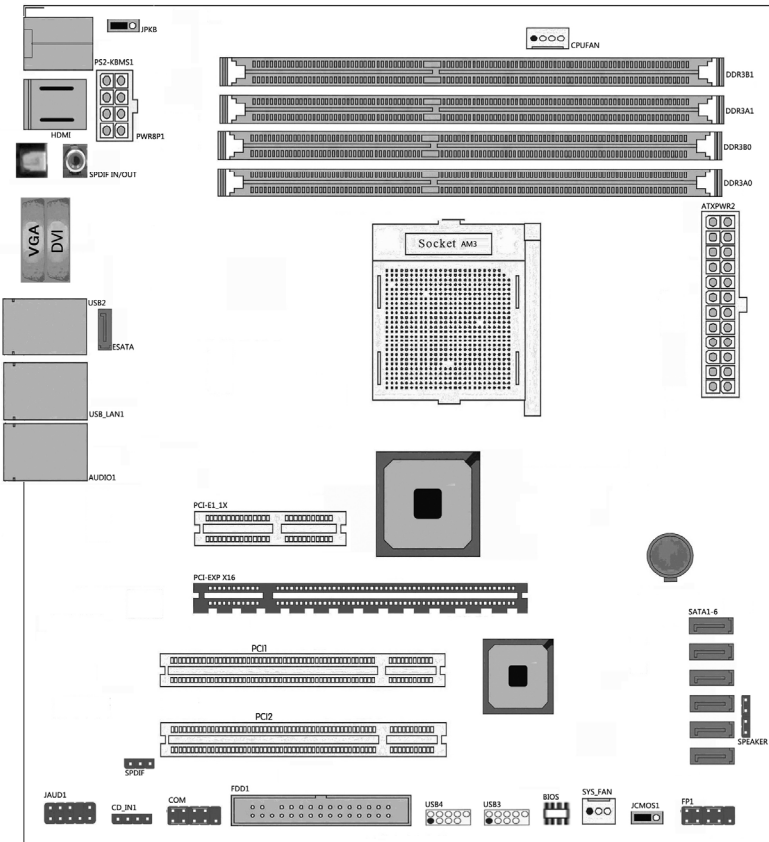 JPKB
CPUFAN
PS2-KBMS1
DDR3B1
DDR3A1
HDMI
PWR8P1
DDR3B0
SPDIF IN/OUT
DDR3A0
ATXPWR2
VGA
DVI
Socket AM3
USB2
ESATA
USB_LAN1
AUDIO1
PCI-E1_1X
PCI-EXP X16
SATA1-6
PCI1
PCI2
SPEAKER
SPDIF
JAUD1
CD_IN1
COM
FDD1
USB4
USB3
BIOS
SYS_FAN
JCMOS1
FP1